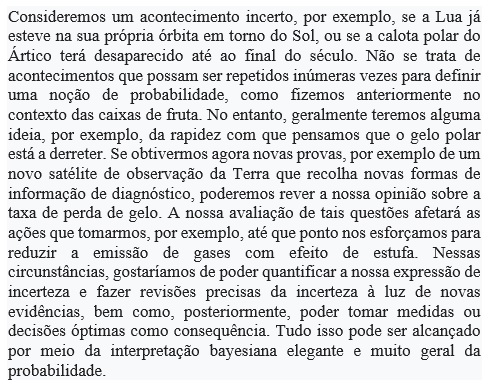 Consideremos um acontecimento incerto, por exemplo, se a Lua já
esteve na sua própria órbita em torno do Sol, ou se a calota polar do
Ártico terá desaparecido até ao final do século. Não se trata de
acontecimentos que possam ser repetidos inúmeras vezes para definir
uma noção de probabilidade, como fizemos anteriormente no
contexto das caixas de fruta. No entanto, geralmente teremos alguma
ideia, por exemplo, da rapidez com que pensamos que o gelo polar
está a derreter. Se obtivermos agora novas provas, por exemplo de um
novo satélite de observação da Terra que recolha novas formas de
informação de diagnóstico, poderemos rever a nossa opinião sobre a
taxa de perda de gelo. A nossa avaliação de tais questões afetará as
ações que tomarmos, por exemplo, até que ponto nos esforçamos para
reduzir a emissão de gases com efeito de estufa. Nessas
circunstâncias, gostaríamos de poder quantificar a nossa expressão de
incerteza e fazer revisões precisas da incerteza à luz de novas
evidências, bem como, posteriormente, poder tomar medidas ou
decisões óptimas como consequência. Tudo isso pode ser alcançado
por meio da interpretação bayesiana elegante e muito geral da
probabilidade.